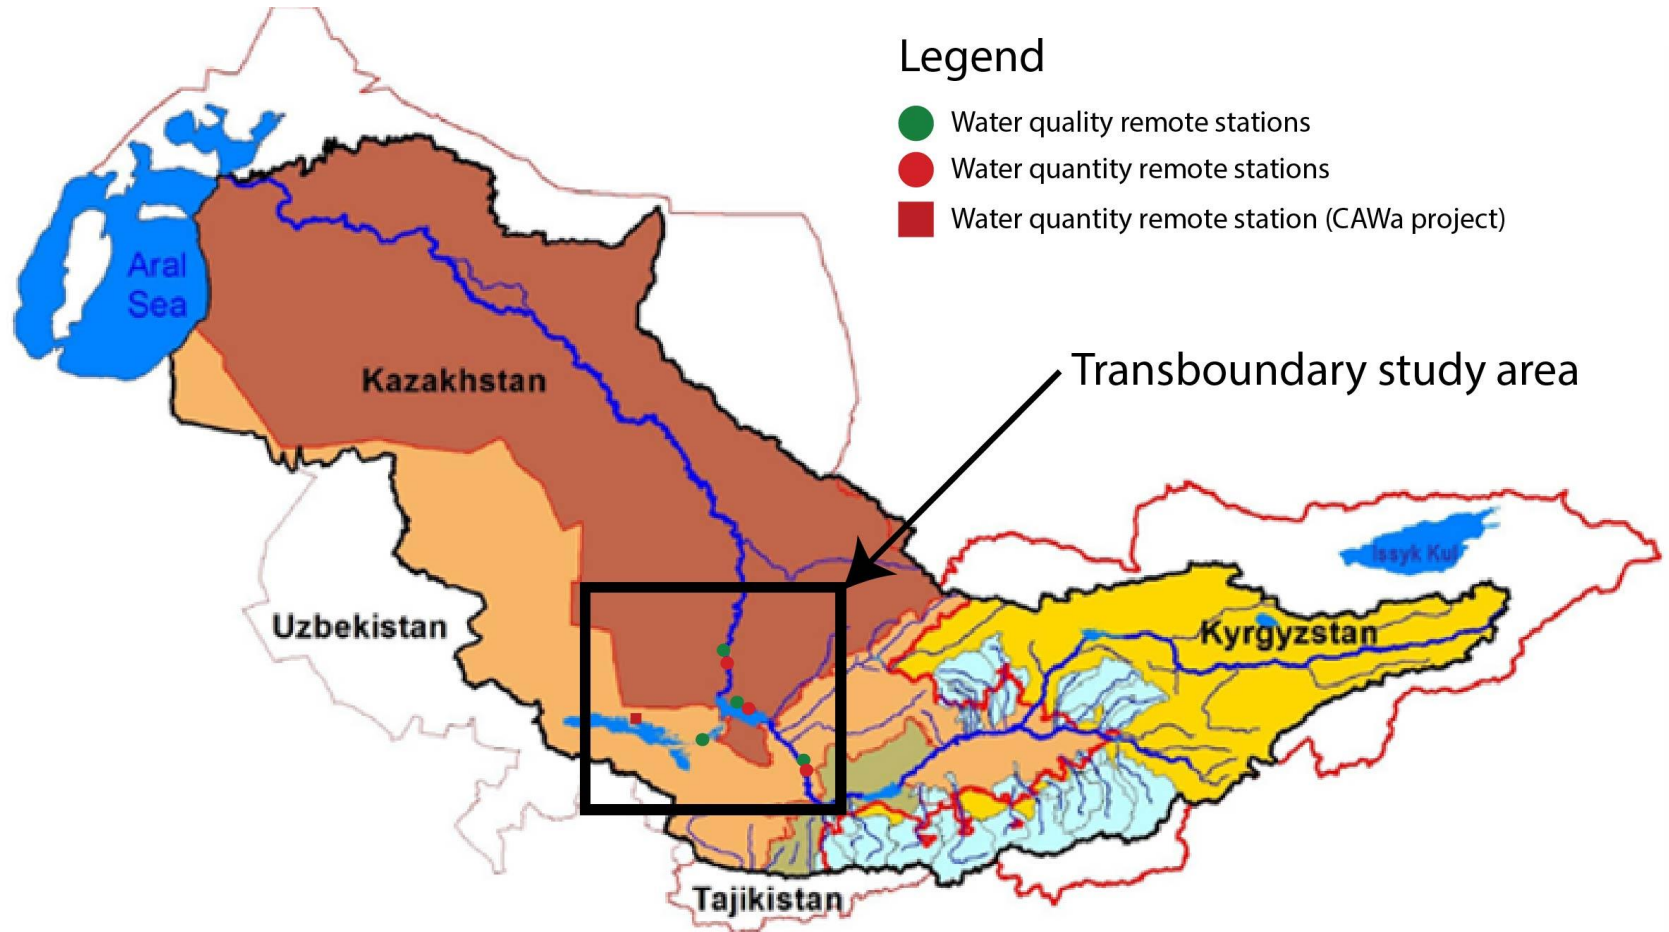 Legend
Water quality remote stations
Water quantity remote stations
Water quantity remote station (CAWa project)
Aral
Sea
Kazakhstan
Transboundary study area
Issyk Kul
Uzbekistan
Kyrgyzstan
Tajikistan